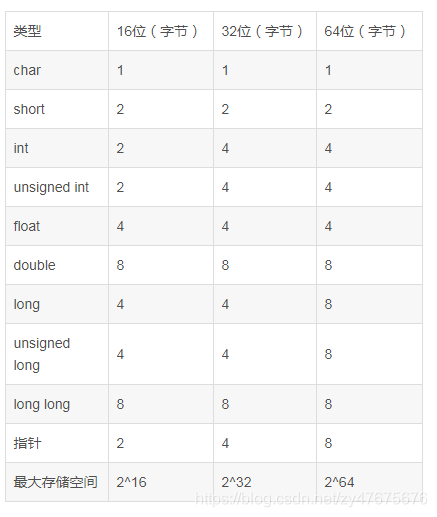 类型 16位（字节） 32位（字节） 64位（字节）
char 1 1 1
short 2 2 2
int 2 4 4
unsigned int 2 4 4
float 4 4 4
double 8 8 8
long 4 4 8
unsigned
long 4 4 8
long long 8 8 8
指针 2 4 8
最大存储空间 2^16 2^32 2^64
https://blog.csdn.net/zy47675676